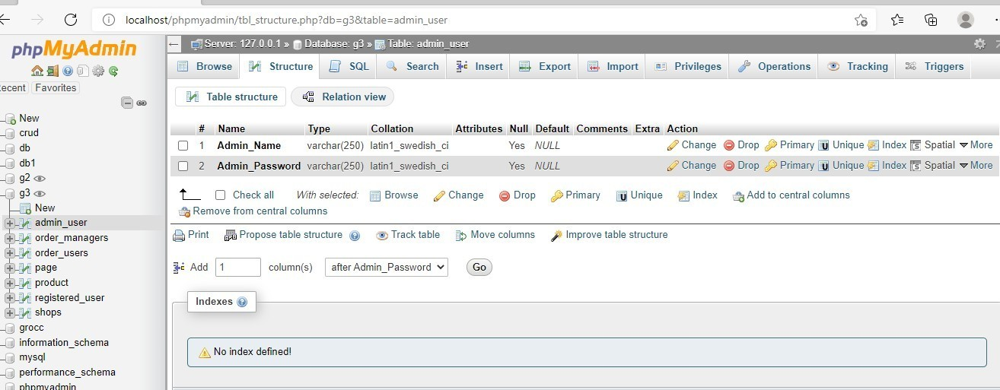 localhost/phpmyadmin/tbl_structure.php?db=g3&table=admin_user
phpMyAdmin
Favorites
New
crud
db
db1
g2
g3
New
admin_user
order_managers
order_users
page
product
registered_user
shops
grocc
information_schema
mysql
performance_schema
phpmyadmin
Server: 127.0.0.1 » Database: g3 » Table: admin_user
Browse Structure SQL Search Insert Export Import Privileges Operations Tracking Triggers
Table structure Relation view
# Name Type Collation Attributes Null Default Comments Extra Action
1 Admin_Name varchar(250) latin1_swedish_ci Yes NULL Change Drop Primary Unique Index Spatial More
2 Admin_Password varchar(250) latin1_swedish_ci Yes NULL Change Drop Primary Unique Index Spatial More
Check all With selected: Browse Change Drop Primary Unique Index Add to central columns
Remove from central columns
Print Propose table structure Track table Move columns Improve table structure
Add 1 column(s) after Admin_Password Go
Indexes
No index defined!